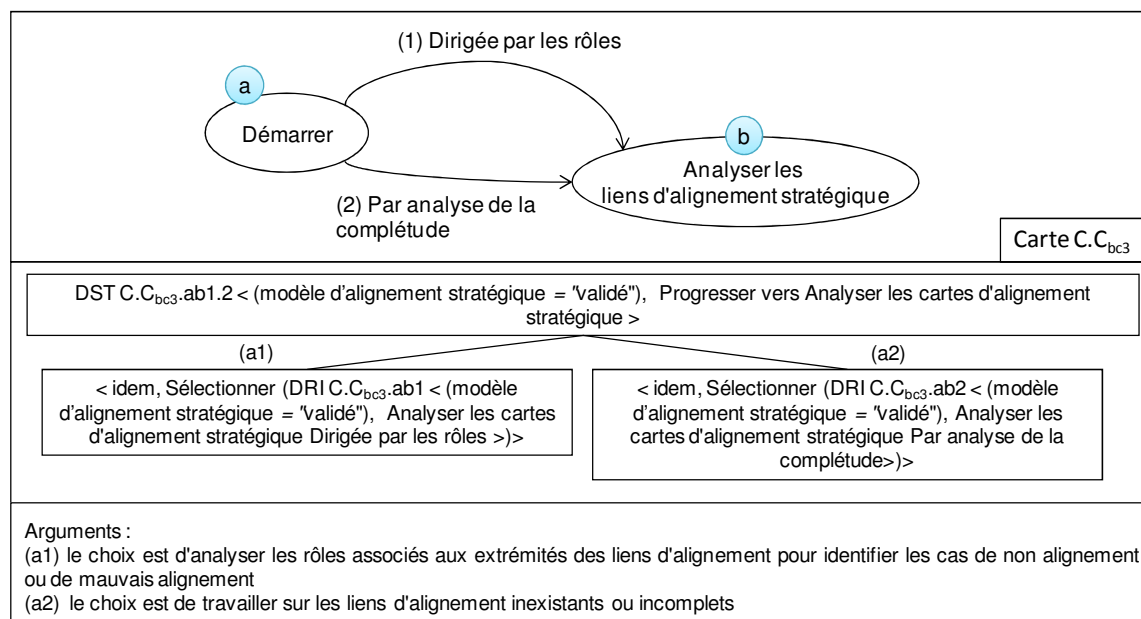 (1) Dirigée par les rôles
a
Démarrer
b
Analyser les
liens d'alignement stratégique
(2) Par analyse de la
complétude
Carte C.Cbc3
DST C.Cbc3.ab1.2 < (modèle d'alignement stratégique = "validé"), Progresser vers Analyser les cartes d'alignement
stratégique >
(a1)
(a2)
< idem, Sélectionner (DRI C.Cbc3.ab1 < (modèle
d'alignement stratégique = "validé"), Analyser les cartes
d'alignement stratégique Dirigée par les rôles >)>
< idem, Sélectionner (DRI C.Cbc3.ab2 < (modèle
d'alignement stratégique = "validé"), Analyser les
cartes d'alignement stratégique Par analyse de la
complétude>)>
Arguments :
(a1) le choix est d'analyser les rôles associés aux extrémités des liens d'alignement pour identifier les cas de non alignement
ou de mauvais alignement
(a2) le choix est de travailler sur les liens d'alignement inexistants ou incomplets